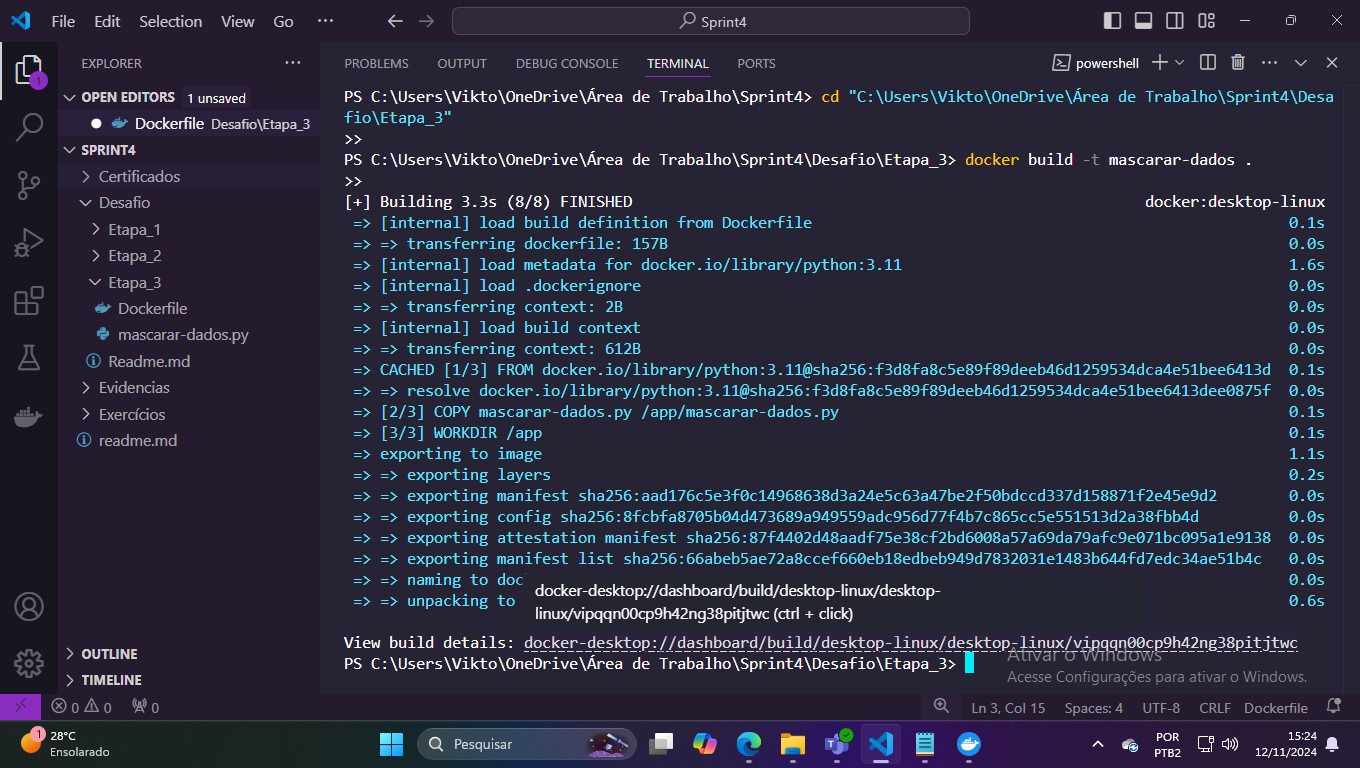 File Edit Selection View Go ··· Sprint4
EXPLORER ···
OPEN EDITORS 1 unsaved
Dockerfile Desafio\Etapa_3
SPRINT4
Certificados
Desafio
Etapa_1
Etapa_2
Etapa_3
Dockerfile
mascarar-dados.py
Readme.md
Evidencias
Exercícios
readme.md
OUTLINE
TIMELINE
1
PROBLEMS OUTPUT DEBUG CONSOLE TERMINAL PORTS powershell
PS C:\Users\Vikto\OneDrive\Área de Trabalho\Sprint4> cd "C:\Users\Vikto\OneDrive\Área de Trabalho\Sprint4\Desa
fio\Etapa_3"
>>
PS C:\Users\Vikto\OneDrive\Área de Trabalho\Sprint4\Desafio\Etapa_3> docker build -t mascarar-dados .
>>
[+] Building 3.3s (8/8) FINISHED docker:desktop-linux
=> [internal] load build definition from Dockerfile 0.1s
=> => transferring dockerfile: 157B 0.0s
=> [internal] load metadata for docker.io/library/python:3.11 1.6s
=> [internal] load .dockerignore 0.0s
=> => transferring context: 2B 0.0s
=> [internal] load build context 0.0s
=> => transferring context: 612B 0.0s
=> CACHED [1/3] FROM docker.io/library/python:3.11@sha256:f3d8fa8c5e89f89deeb46d1259534dca4e51bee6413d 0.1s
=> => resolve docker.io/library/python:3.11@sha256:f3d8fa8c5e89f89deeb46d1259534dca4e51bee6413dee0875f 0.0s
=> [2/3] COPY mascarar-dados.py /app/mascarar-dados.py 0.1s
=> [3/3] WORKDIR /app 0.1s
=> exporting to image 1.1s
=> => exporting layers 0.2s
=> => exporting manifest sha256:aad176c5e3f0c14968638d3a24e5c63a47be2f50bdccd337d158871f2e45e9d2 0.0s
=> => exporting config sha256:8fcbfa8705b04d473689a949559adc956d77f4b7c865cc5e551513d2a38fbb4d 0.0s
=> => exporting attestation manifest sha256:87f4402d48aadf75e38cf2bd6008a57a69da79afc9e071bc095a1e9138 0.0s
=> => exporting manifest list sha256:66abeb5ae72a8ccef660eb18edbeb949d7832031e1483b644fd7edc34ae51b4c 0.0s
=> => naming to doc 0.0s
=> => unpacking to 0.6s
docker-desktop://dashboard/build/desktop-linux/desktop-
linux/vipqqn00cp9h42ng38pitjtwc (ctrl + click)
View build details: docker-desktop://dashboard/build/desktop-linux/desktop-linux/vipqqn00cp9h42ng38pitjtwc
PS C:\Users\Vikto\OneDrive\Área de Trabalho\Sprint4\Desafio\Etapa_3>
Ativar o Windows
Acesse Configurações para ativar o Windows.
0 0 0 Ln 3, Col 15 Spaces: 4 UTF-8 CRLF Dockerfile
1 28°C
Ensolarado
Pesquisar
POR
PTB2
15:24
12/11/2024